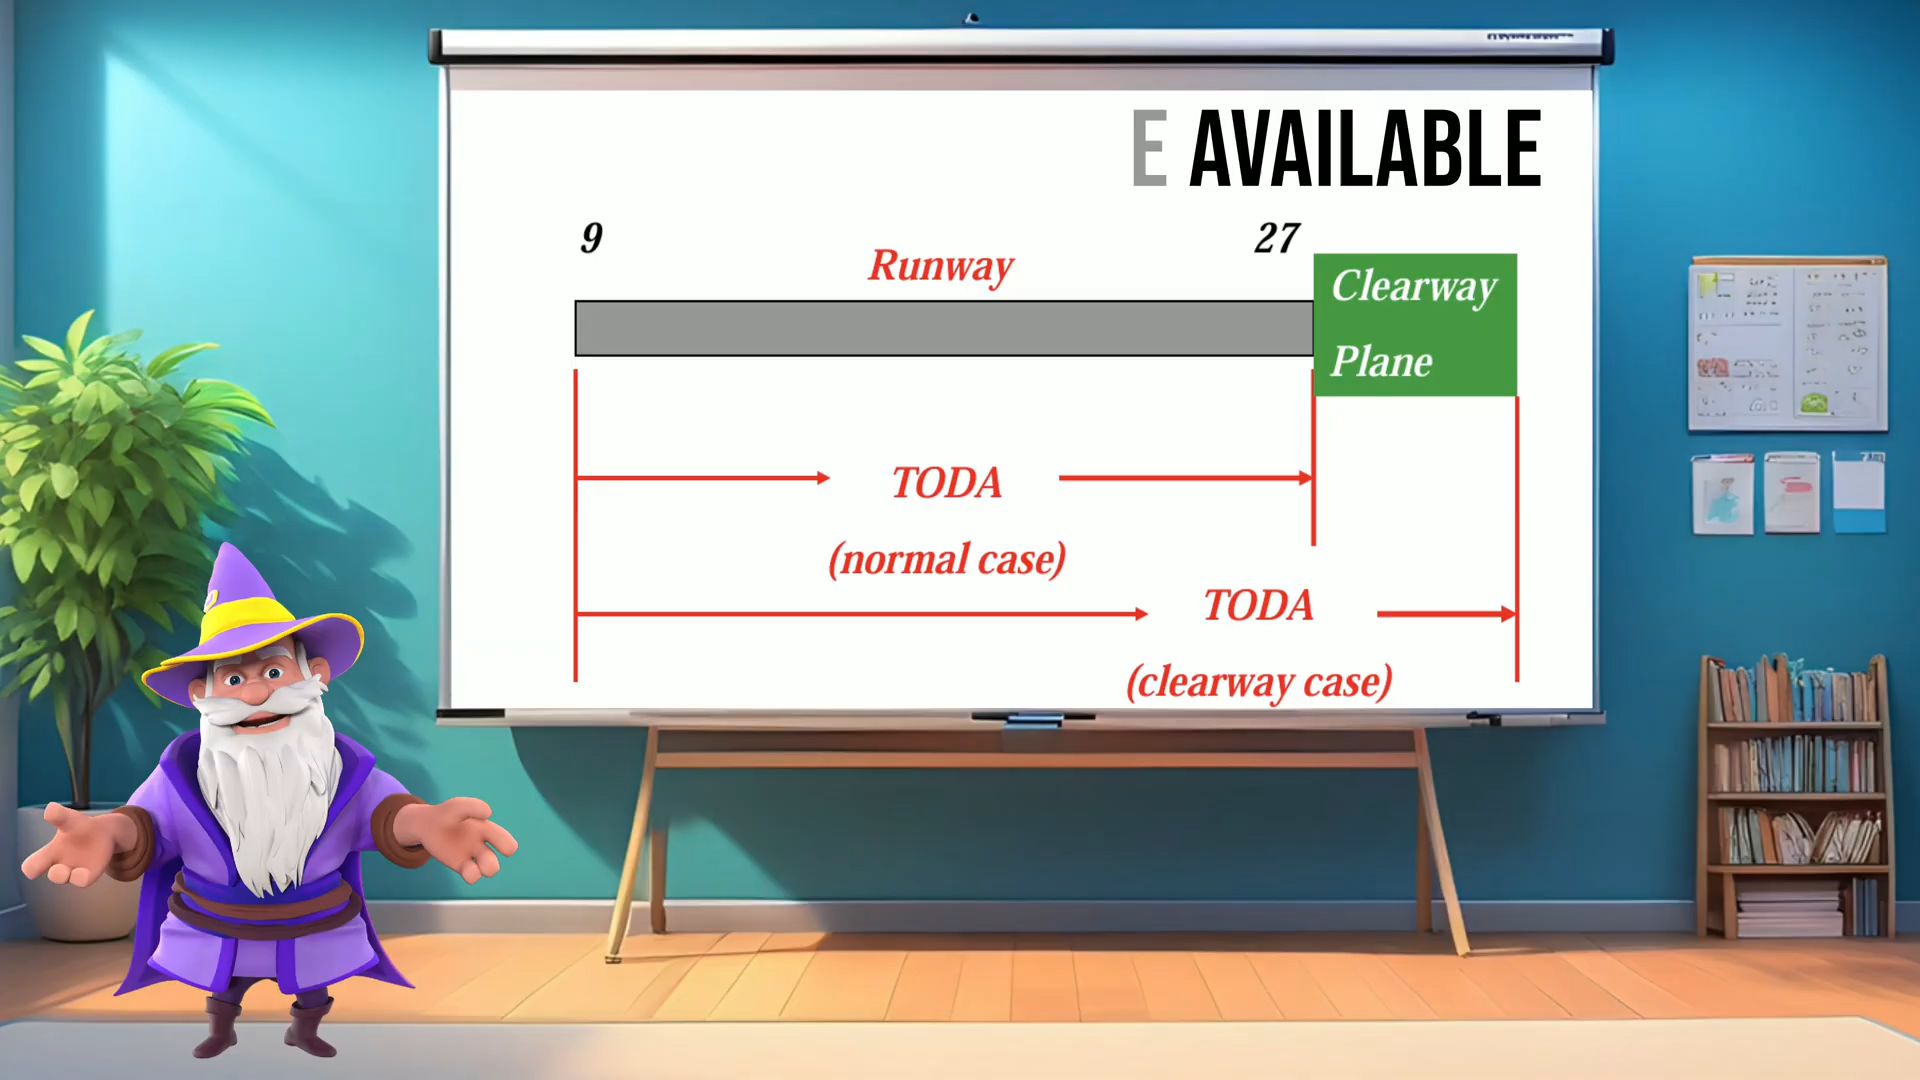 E AVAILABLE
9
27
Runway
Clearway
Plane
TODA
(normal case)
TODA
(clearway case)